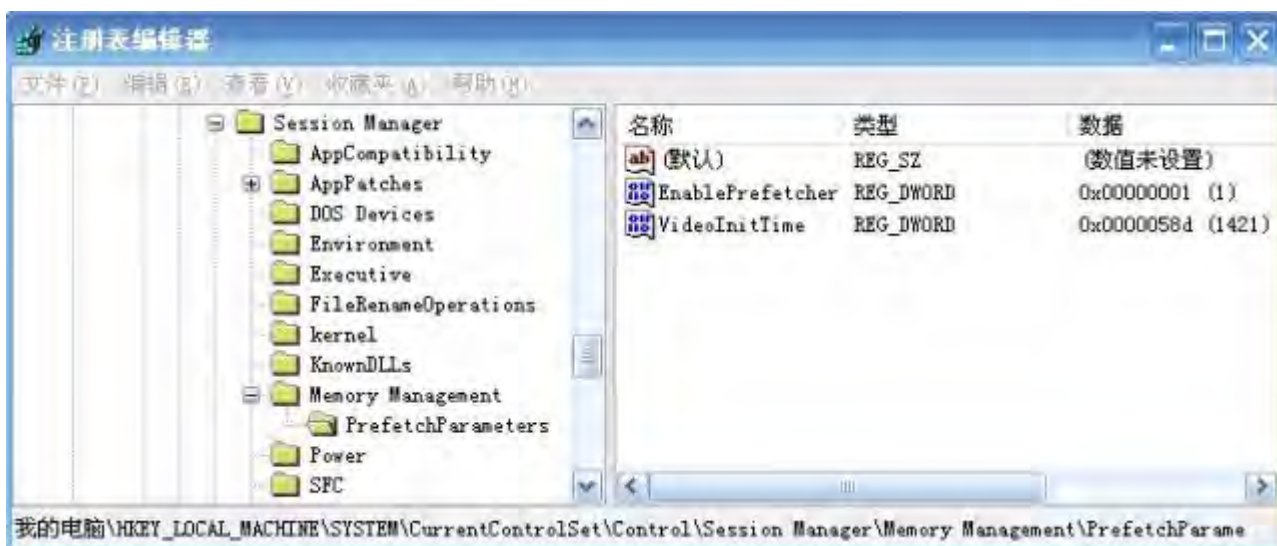 注册表编辑器
文件(F) 编辑(E) 查看(V) 收藏夹(A) 帮助(H)
Session Manager
AppCompatibility
AppPatches
DOS Devices
Environment
Executive
FileRenameOperations
kernel
KnownDLLs
Memory Management
PrefetchParameters
Power
SFC
名称 类型 数据
(默认) REG_SZ (数值未设置)
EnablePrefetcher REG_DWORD 0x00000001 (1)
VideoInitTime REG_DWORD 0x0000058d (1421)
我的电脑\HKEY_LOCAL_MACHINE\SYSTEM\CurrentControlSet\Control\Session Manager\Memory Management\PrefetchParame